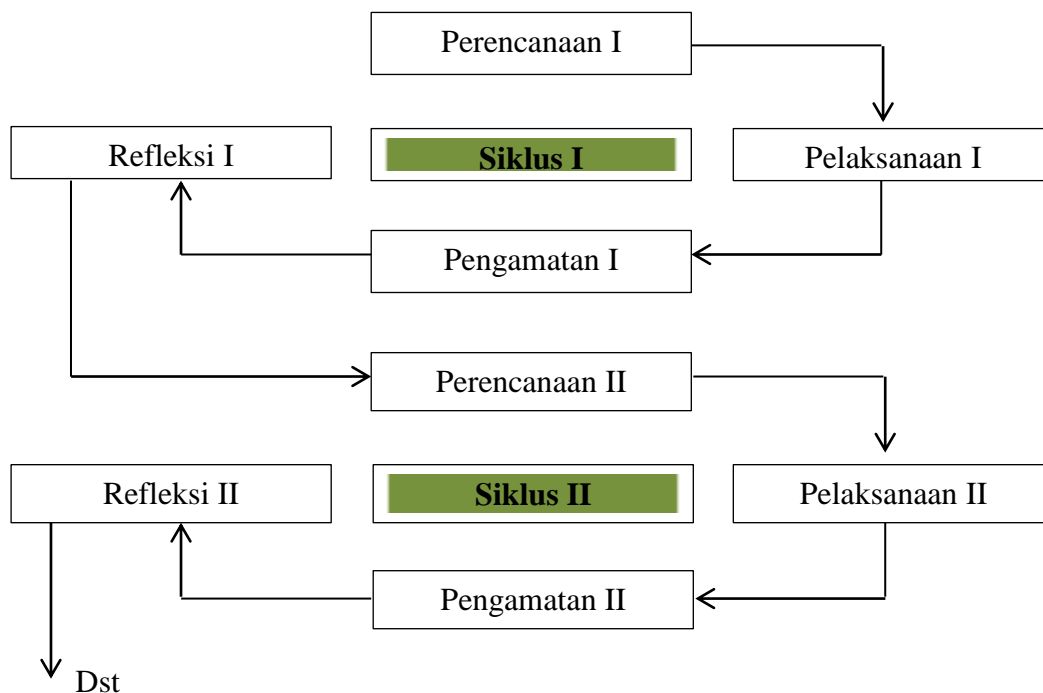 Perencanaan I
Refleksi I
Siklus I
Pelaksanaan I
Pengamatan I
Perencanaan II
Refleksi II
Siklus II
Pelaksanaan II
Pengamatan II
Dst